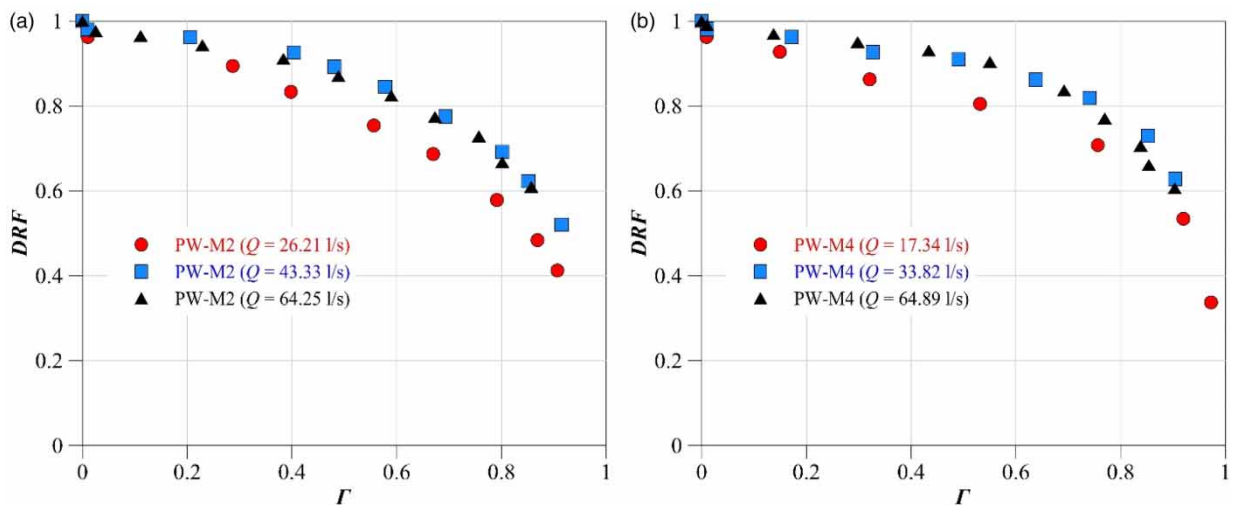 (a)
1
0.8
0.6
0.4
0.2
0
DRF
PW-M2 (Q = 26.21 l/s)
PW-M2 (Q = 43.33 l/s)
PW-M2 (Q = 64.25 l/s)
0 0.2 0.4 0.6 0.8 1
Γ
(b)
1
0.8
0.6
0.4
0.2
0
DRF
PW-M4 (Q = 17.34 l/s)
PW-M4 (Q = 33.82 l/s)
PW-M4 (Q = 64.89 l/s)
0 0.2 0.4 0.6 0.8 1
Γ